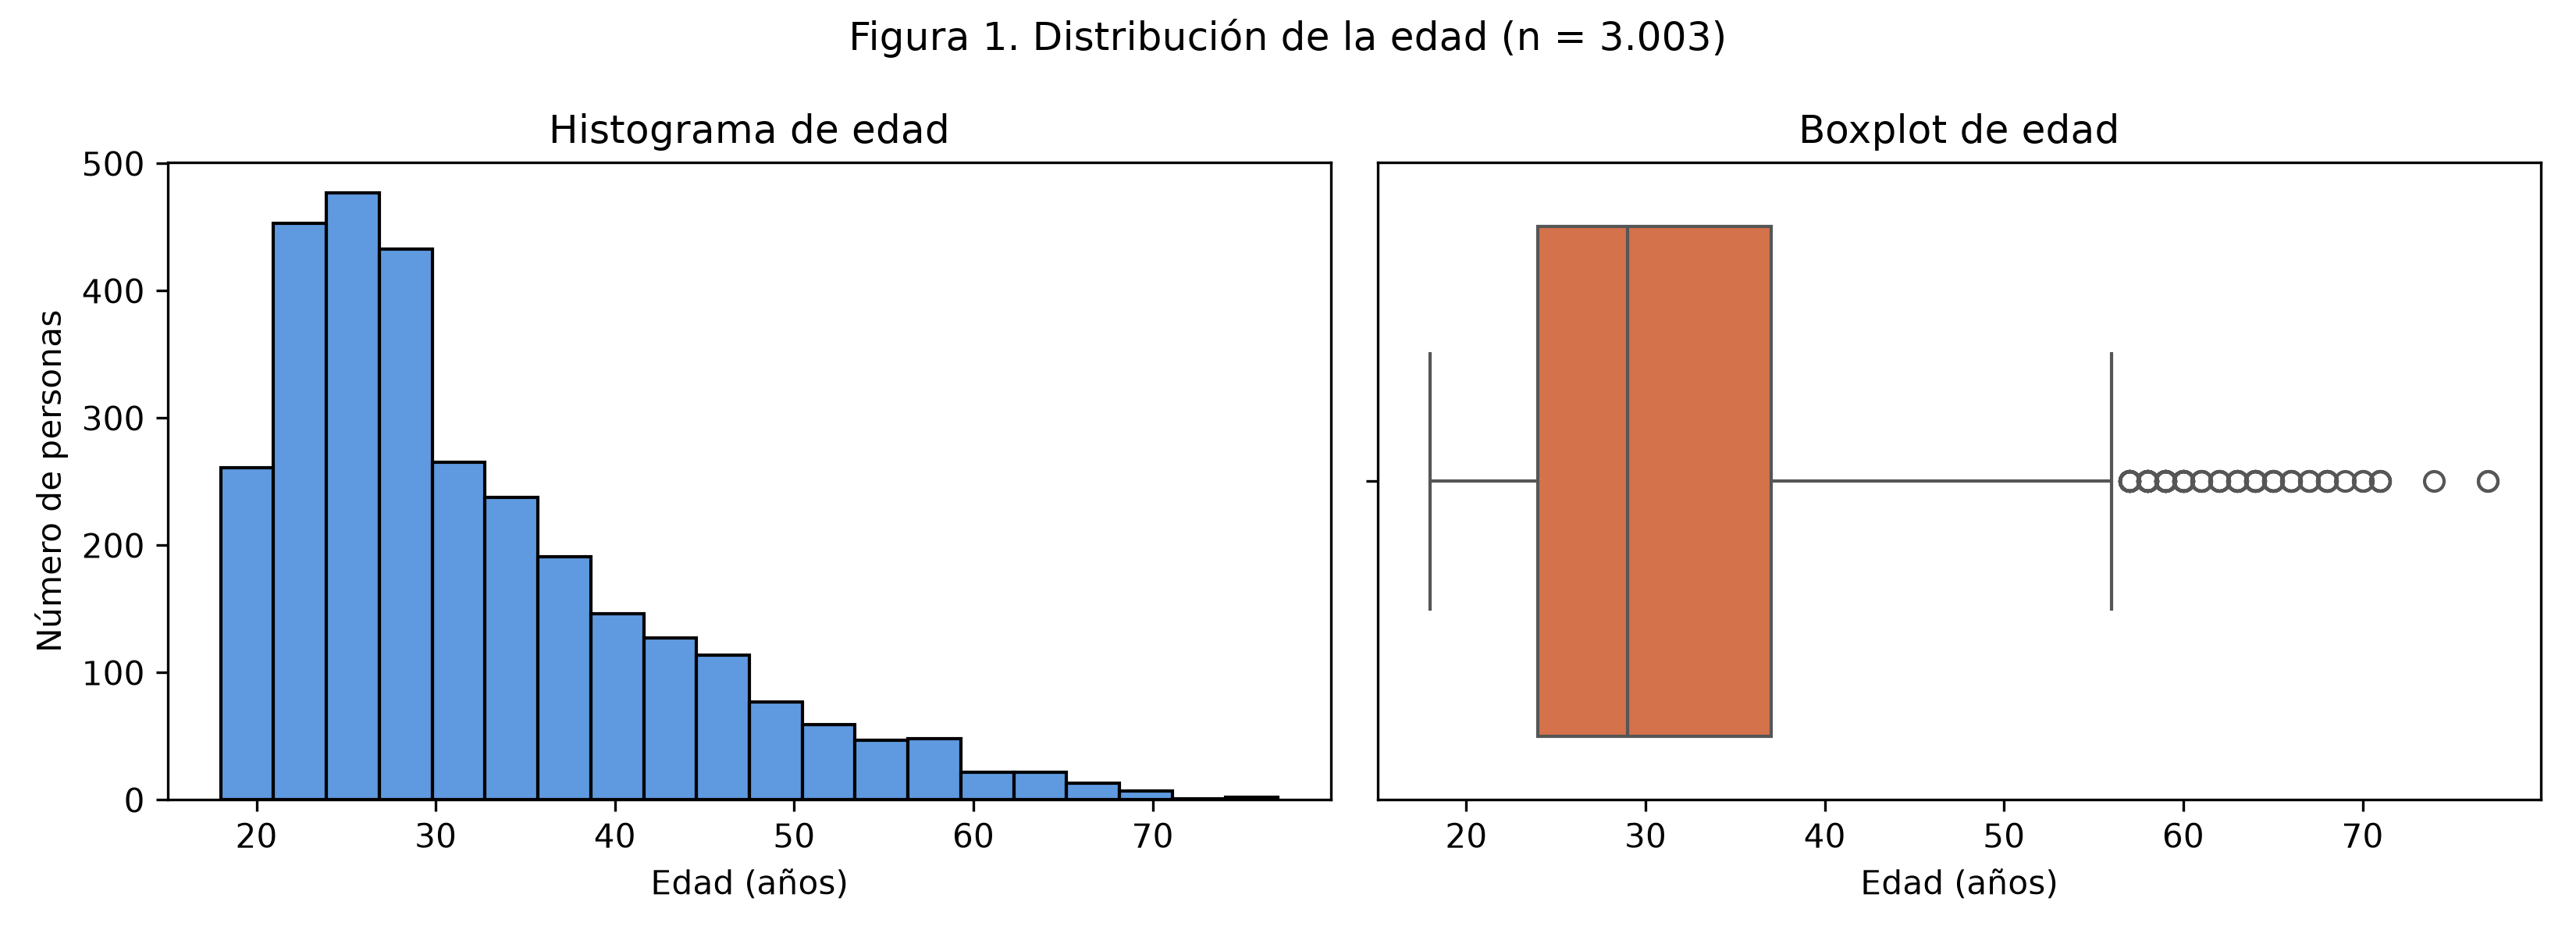 Figura 1. Distribución de la edad (n = 3.003)
Histograma de edad
500
400
300
200
100
0
Número de personas
20 30 40 50 60 70
Edad (años)
Boxplot de edad
20 30 40 50 60 70
Edad (años)